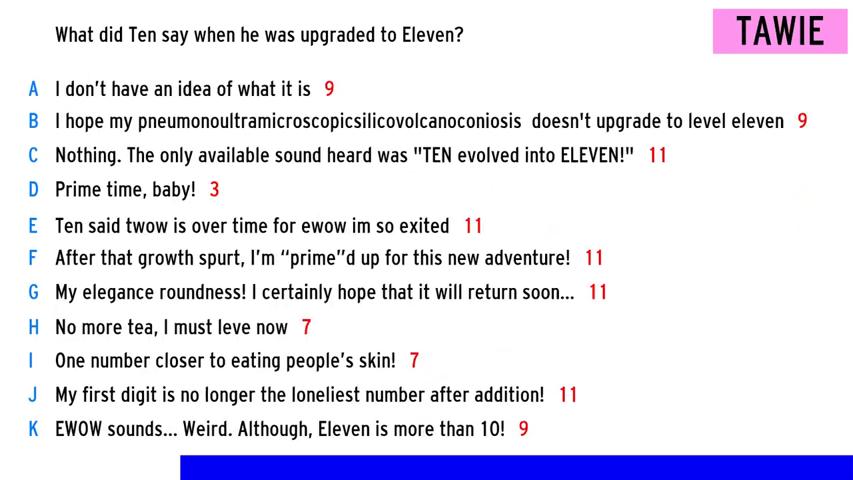 What did Ten say when he was upgraded to Eleven?
TAWIE
A I don't have an idea of what it is 9
B I hope my pneumonoultramicroscopicsilicovolcanoconiosis doesn't upgrade to level eleven 9
C Nothing. The only available sound heard was "TEN evolved into ELEVEN!" 11
D Prime time, baby! 3
E Ten said twow is over time for ewow im so exited 11
F After that growth spurt, I'm “prime”d up for this new adventure! 11
G My elegance roundness! I certainly hope that it will return soon... 11
H No more tea, I must leve now 7
I One number closer to eating people's skin! 7
J My first digit is no longer the loneliest number after addition! 11
K EWOW sounds... Weird. Although, Eleven is more than 10! 9